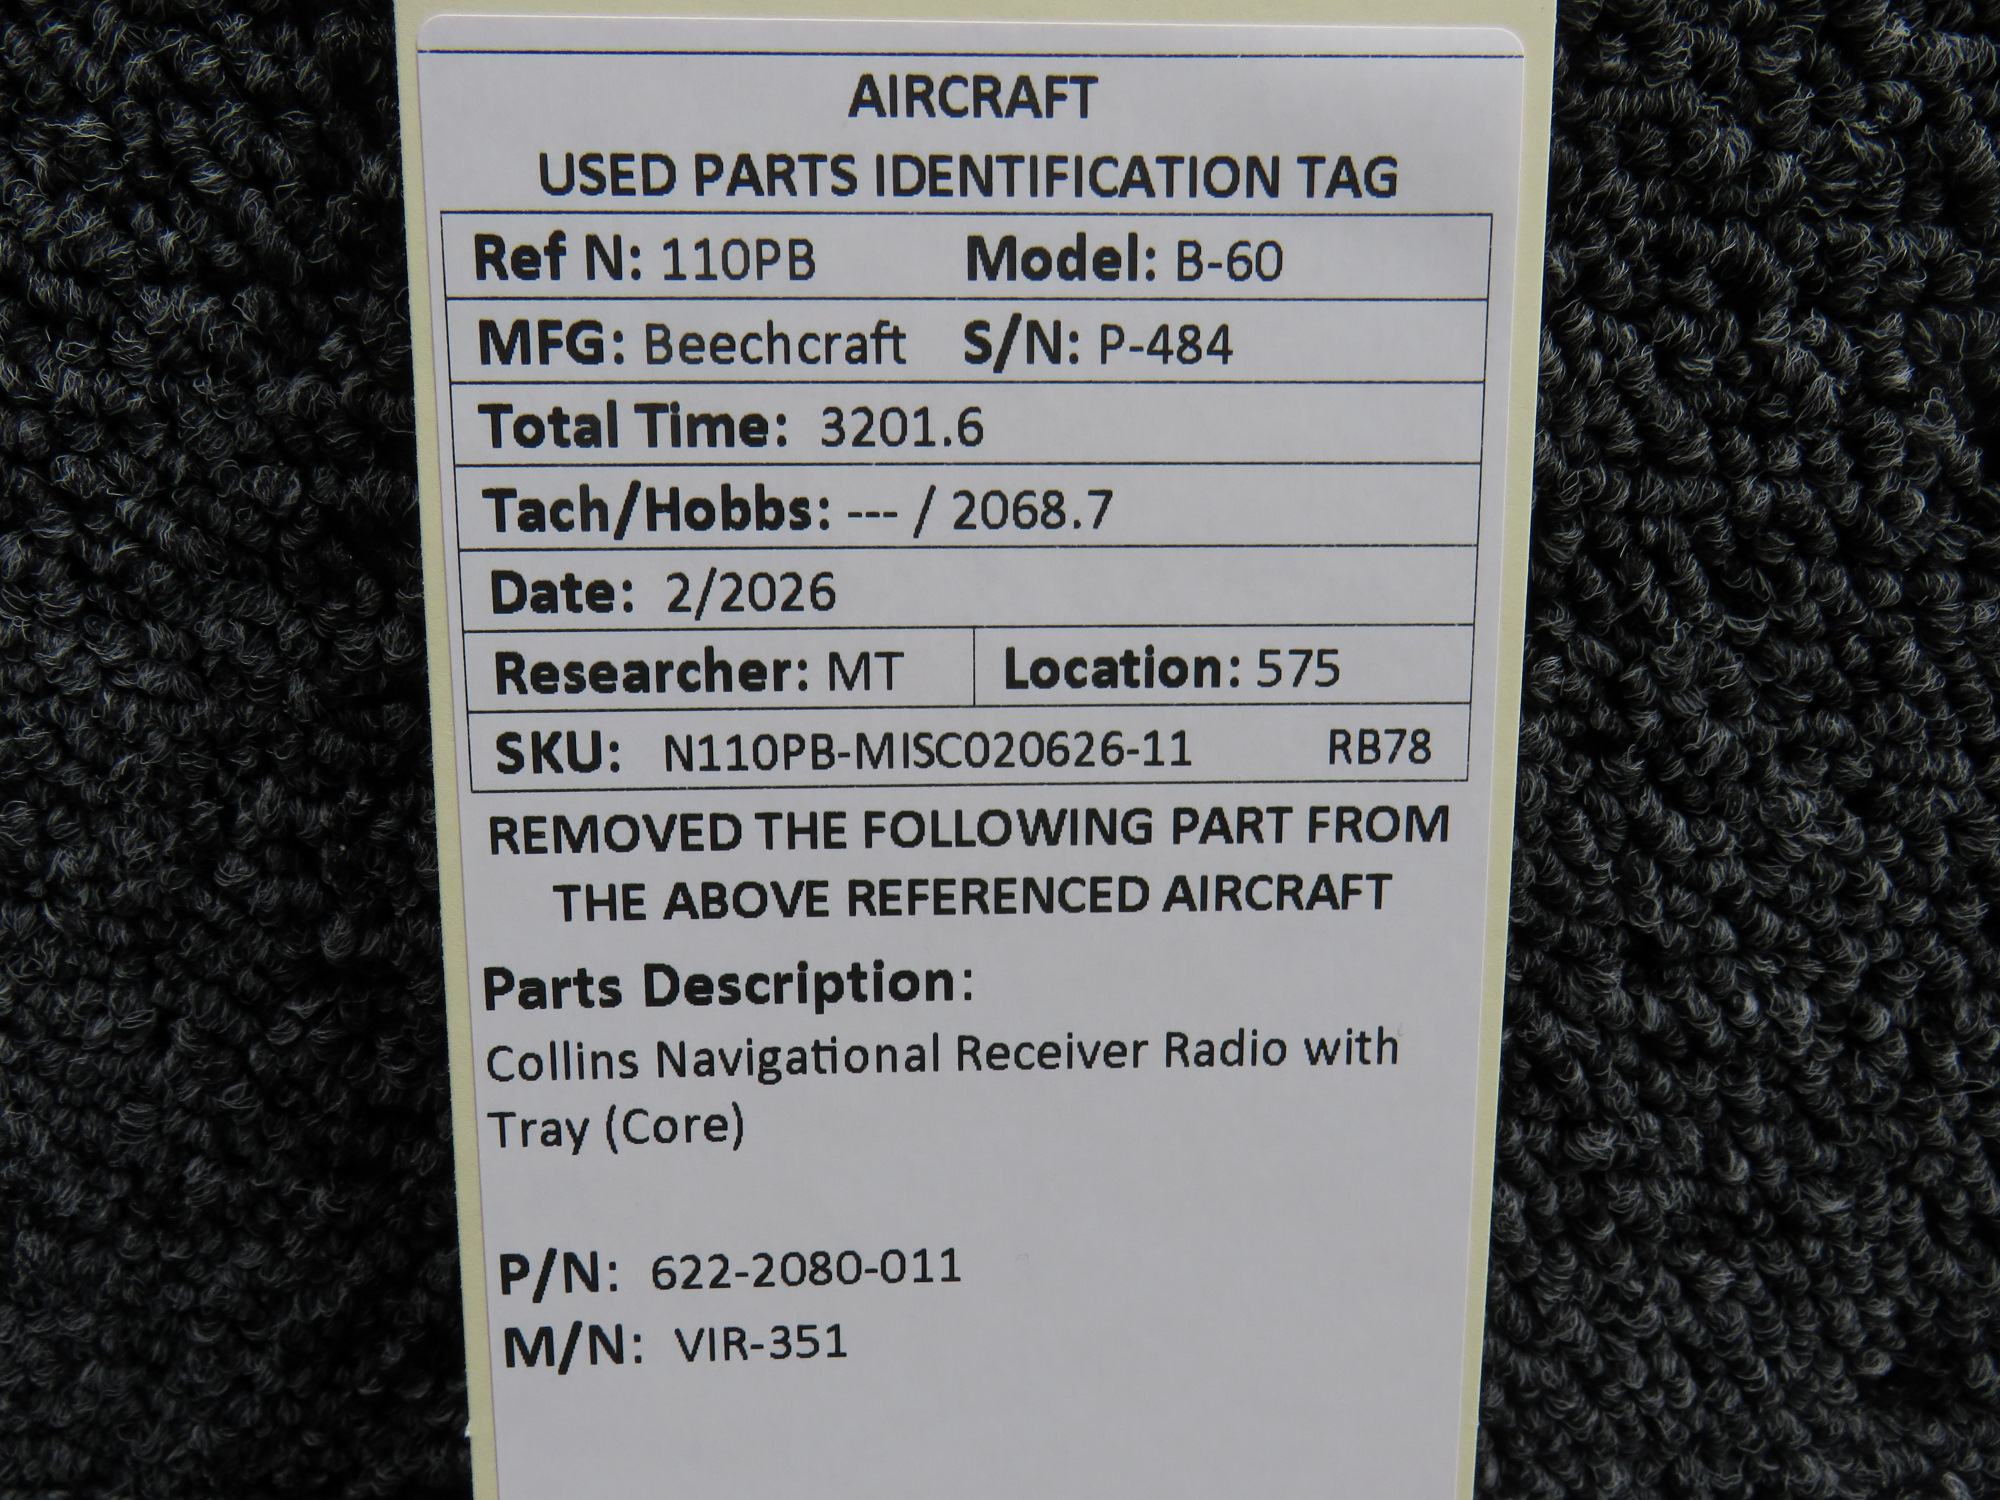 AIRCRAFT
USED PARTS IDENTIFICATION TAG
Ref N: 110PB Model: B-60
MFG: Beechcraft S/N: P-484
Total Time: 3201.6
Tach/Hobbs: --- / 2068.7
Date: 2/2026
Researcher: MT Location: 575
SKU: N110PB-MISC020626-11 RB78
REMOVED THE FOLLOWING PART FROM
THE ABOVE REFERENCED AIRCRAFT
Parts Description:
Collins Navigational Receiver Radio with
Tray (Core)
P/N: 622-2080-011
M/N: VIR-351